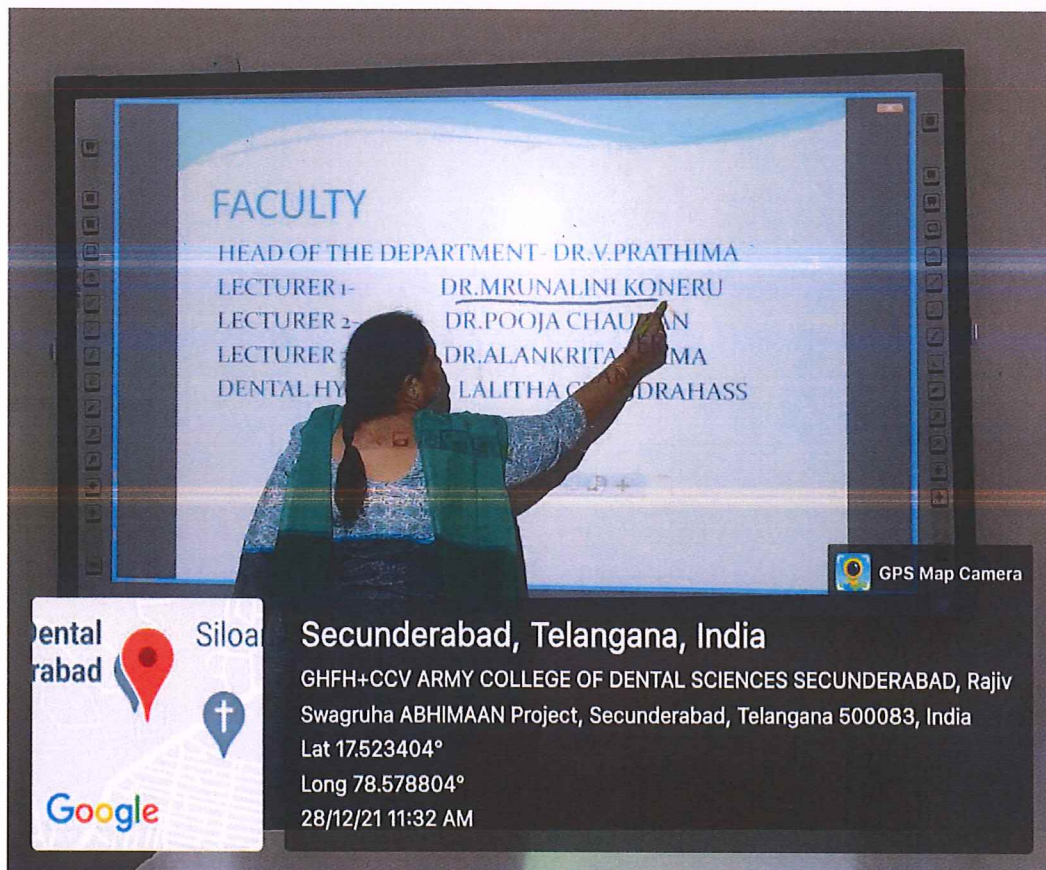 FACULTY
HEAD OF THE DEPARTMENT- DR.V.PRATHIMA
LECTURER 1- DR.MRUNALINI KONERU
LECTURER 2- DR.POOJA
LECTURER DR.ALANKRITA
DENTAL LALITHA
GPS Map Camera
Siloa
Google
Secunderabad, Telangana, India
GHFH+CCV ARMY COLLEGE OF DENTAL SCIENCES SECUNDERABAD, Rajiv
Swagruha ABHIMAAN Project, Secunderabad, Telangana 500083, India
Lat 17.523404°
Long 78.578804°
28/12/21 11:32 AM